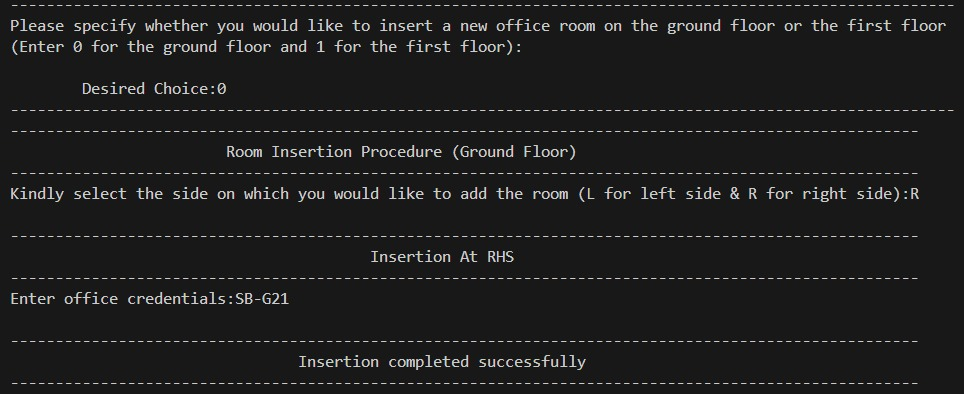 ---------------------------------------------------------------------------------------------------------
Please specify whether you would like to insert a new office room on the ground floor or the first floor
(Enter 0 for the ground floor and 1 for the first floor):
Desired Choice:0
---------------------------------------------------------------------------------------------------------
-----------------------------------------------------------------------------------------------------
Room Insertion Procedure (Ground Floor)
-----------------------------------------------------------------------------------------------------
Kindly select the side on which you would like to add the room (L for left side & R for right side):R
-----------------------------------------------------------------------------------------------------
Insertion At RHS
-----------------------------------------------------------------------------------------------------
Enter office credentials:SB-G21
-----------------------------------------------------------------------------------------------------
Insertion completed successfully
-----------------------------------------------------------------------------------------------------